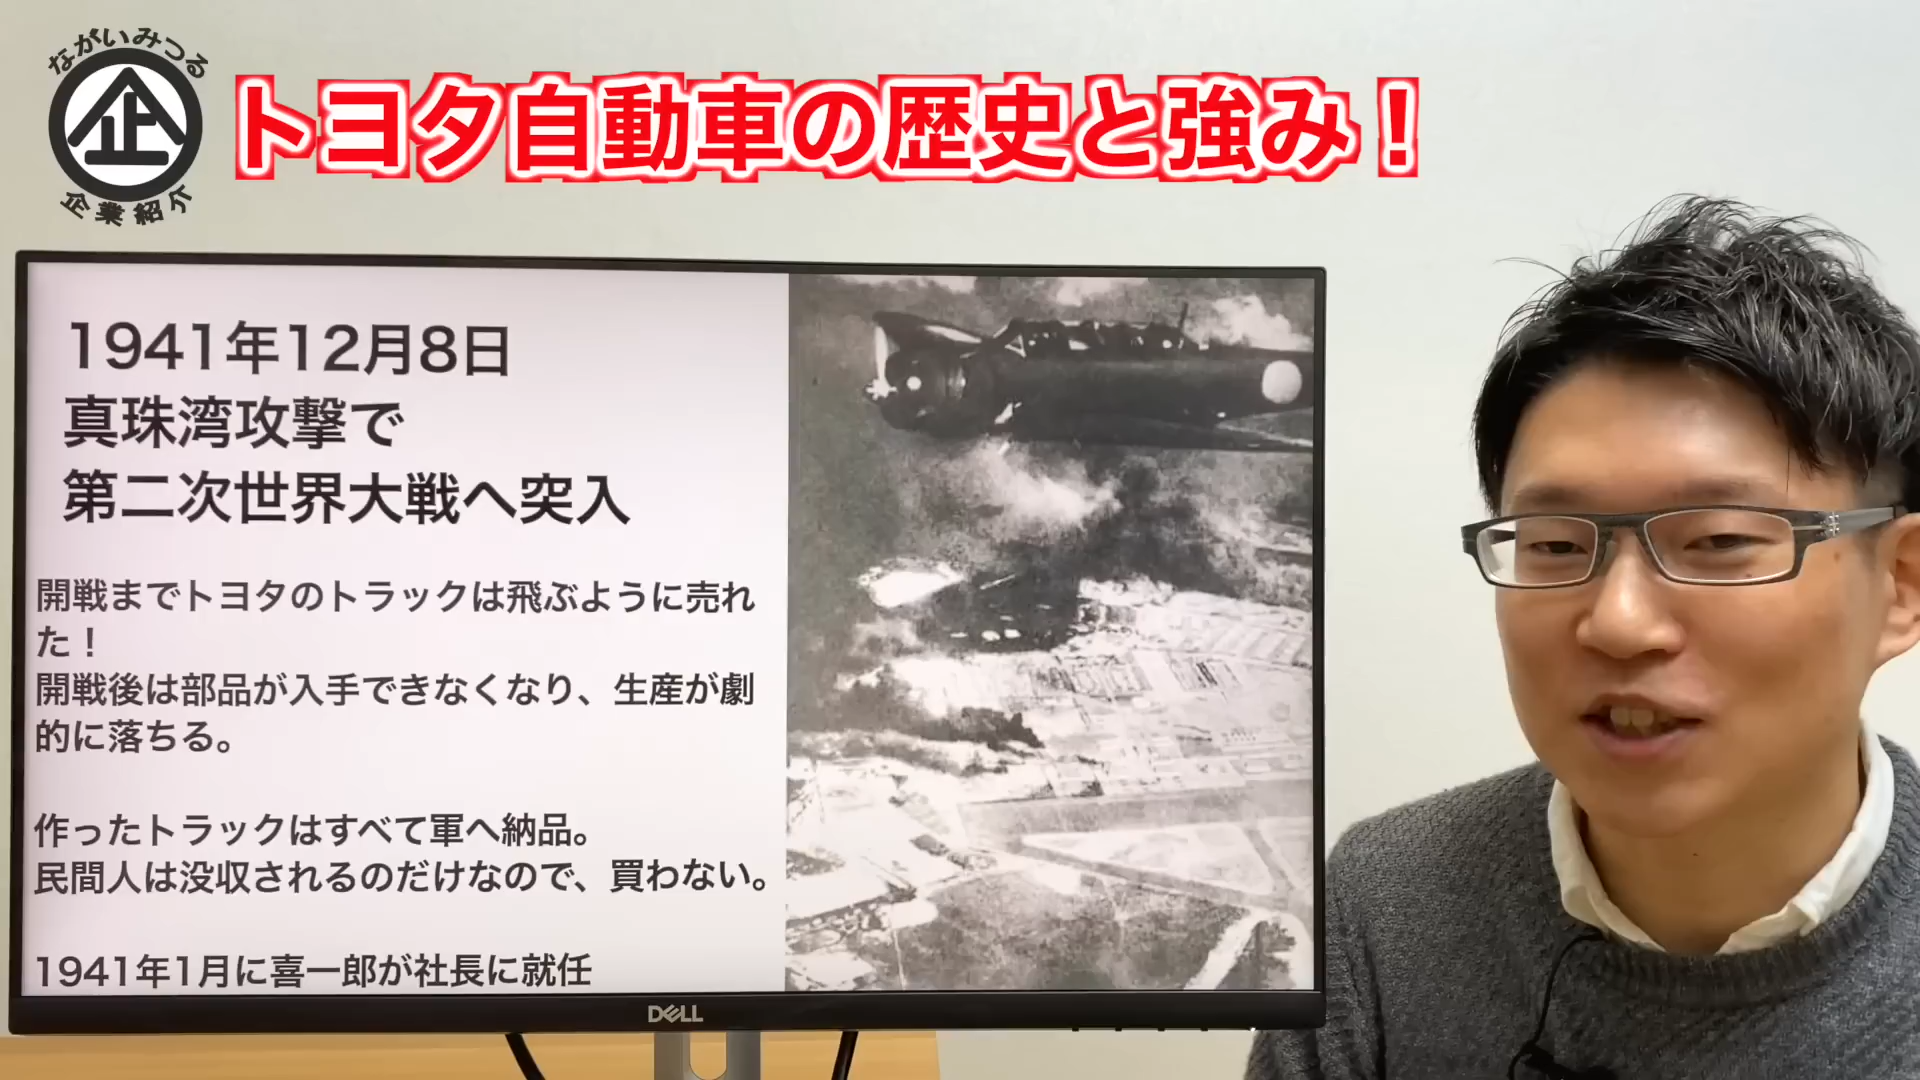 ながいみつる
企
企業紹介
トヨタ自動車の歴史と強み！
1941年12月8日
真珠湾攻撃で
第二次世界大戦へ突入
開戦までトヨタのトラックは飛ぶように売れ
た！
開戦後は部品が入手できなくなり、生産が劇
的に落ちる。
作ったトラックはすべて軍へ納品。
民間人は没収されるのだけなので、買わない。
1941年1月に喜一郎が社長に就任
DELL